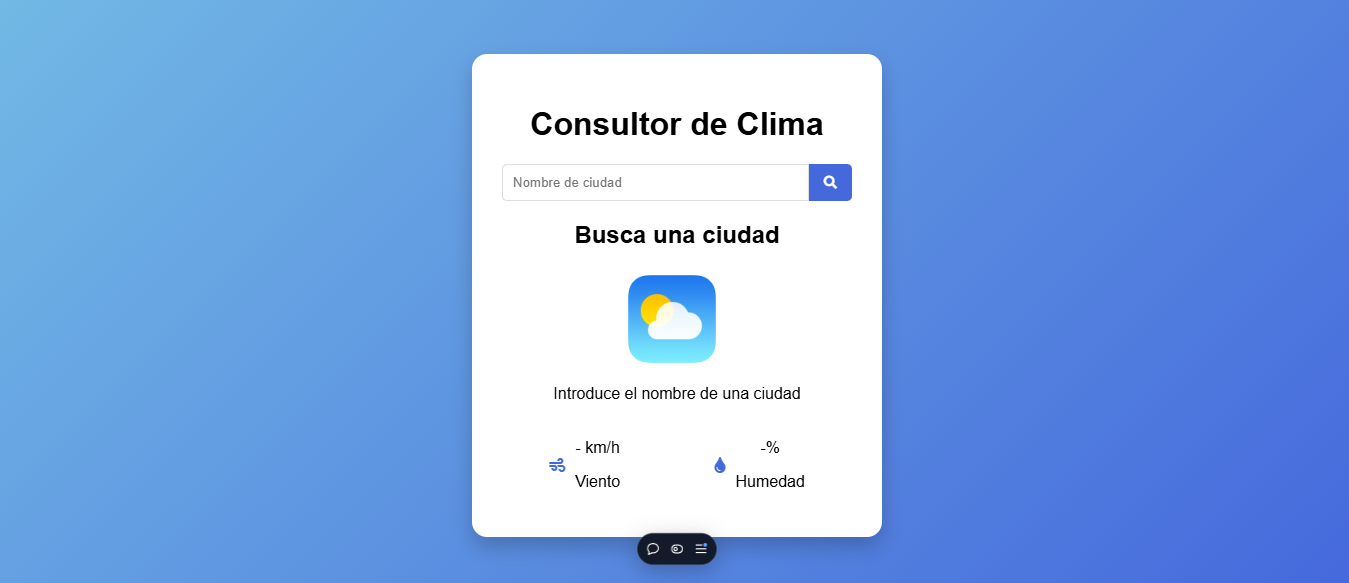 Consultor de Clima
Nombre de ciudad
Busca una ciudad
Introduce el nombre de una ciudad
- km/h
Viento
-%
Humedad